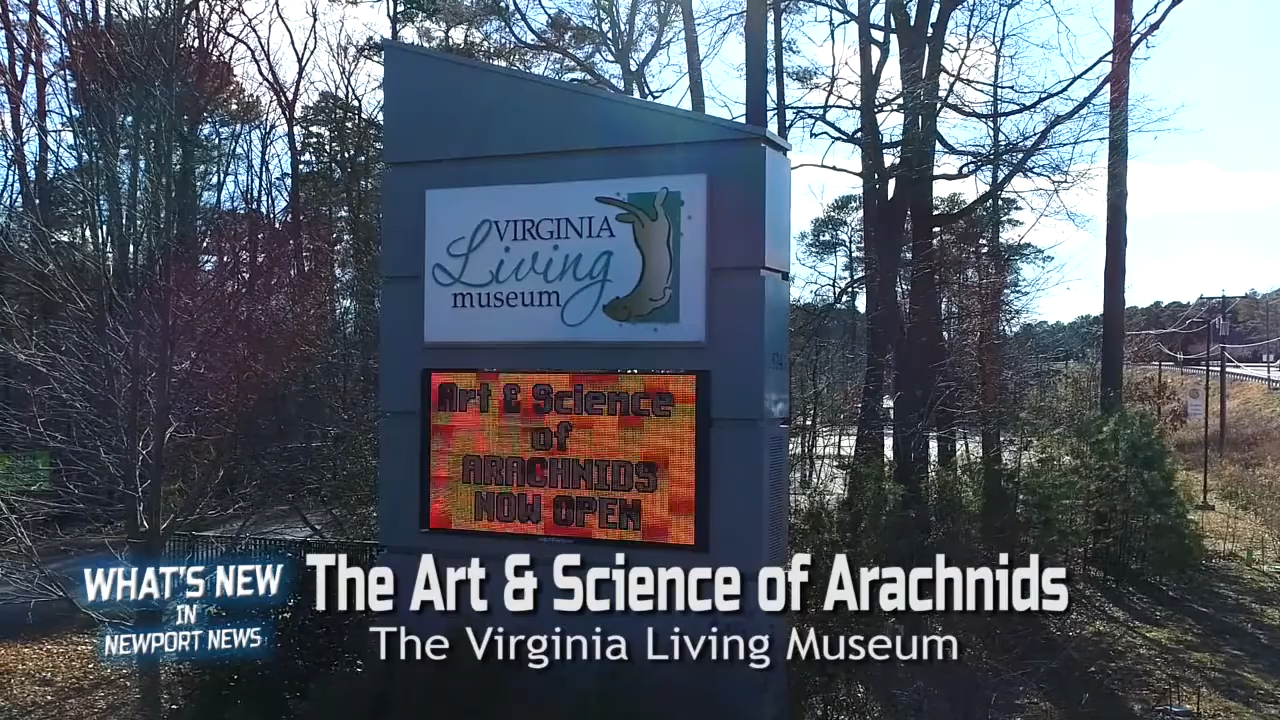 VIRGINIA
Living
museum
Art & Science
of
ARACHNIDS
NOW OPEN
WHAT'S NEW
IN
NEWPORT NEWS
The Art & Science of Arachnids
The Virginia Living Museum